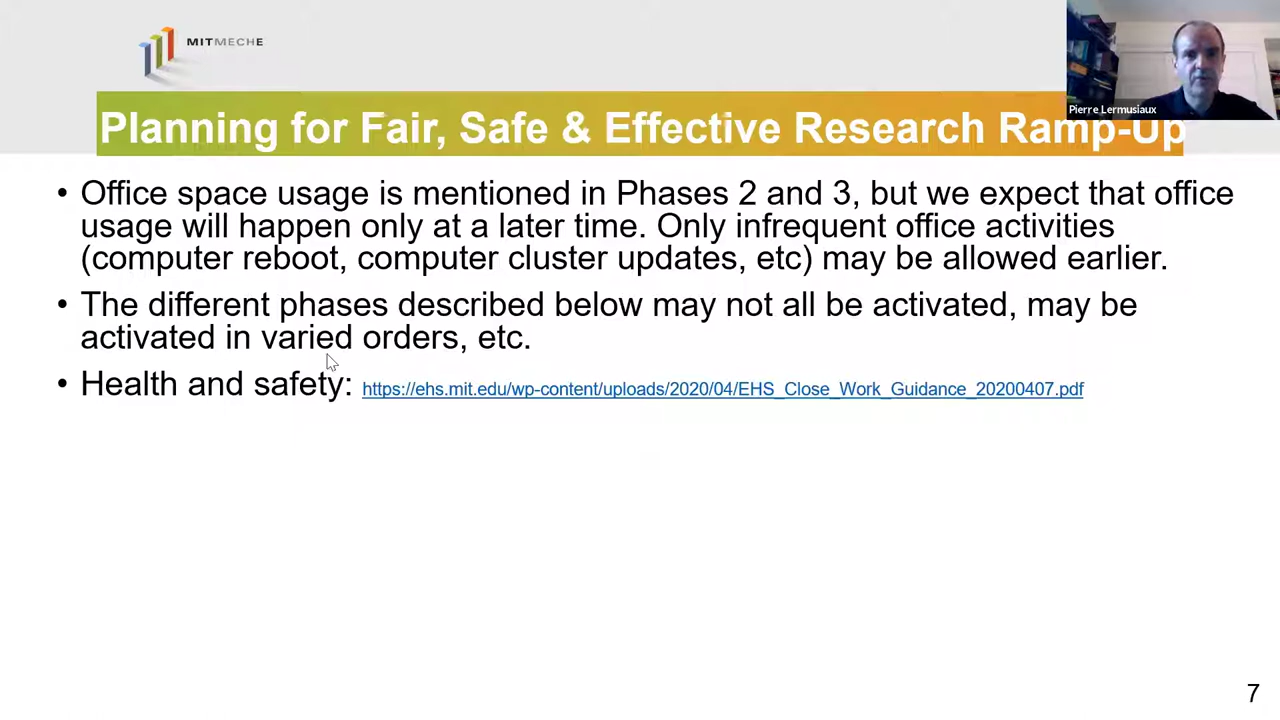 MITMECHE
Pierre Lermusiaux
Planning for Fair, Safe & Effective Research Ramp-Up
• Office space usage is mentioned in Phases 2 and 3, but we expect that office
usage will happen only at a later time. Only infrequent office activities
(computer reboot, computer cluster updates, etc) may be allowed earlier.
• The different phases described below may not all be activated, may be
activated in varied orders, etc.
• Health and safety: https://ehs.mit.edu/wp-content/uploads/2020/04/EHS_Close_Work_Guidance_20200407.pdf
7